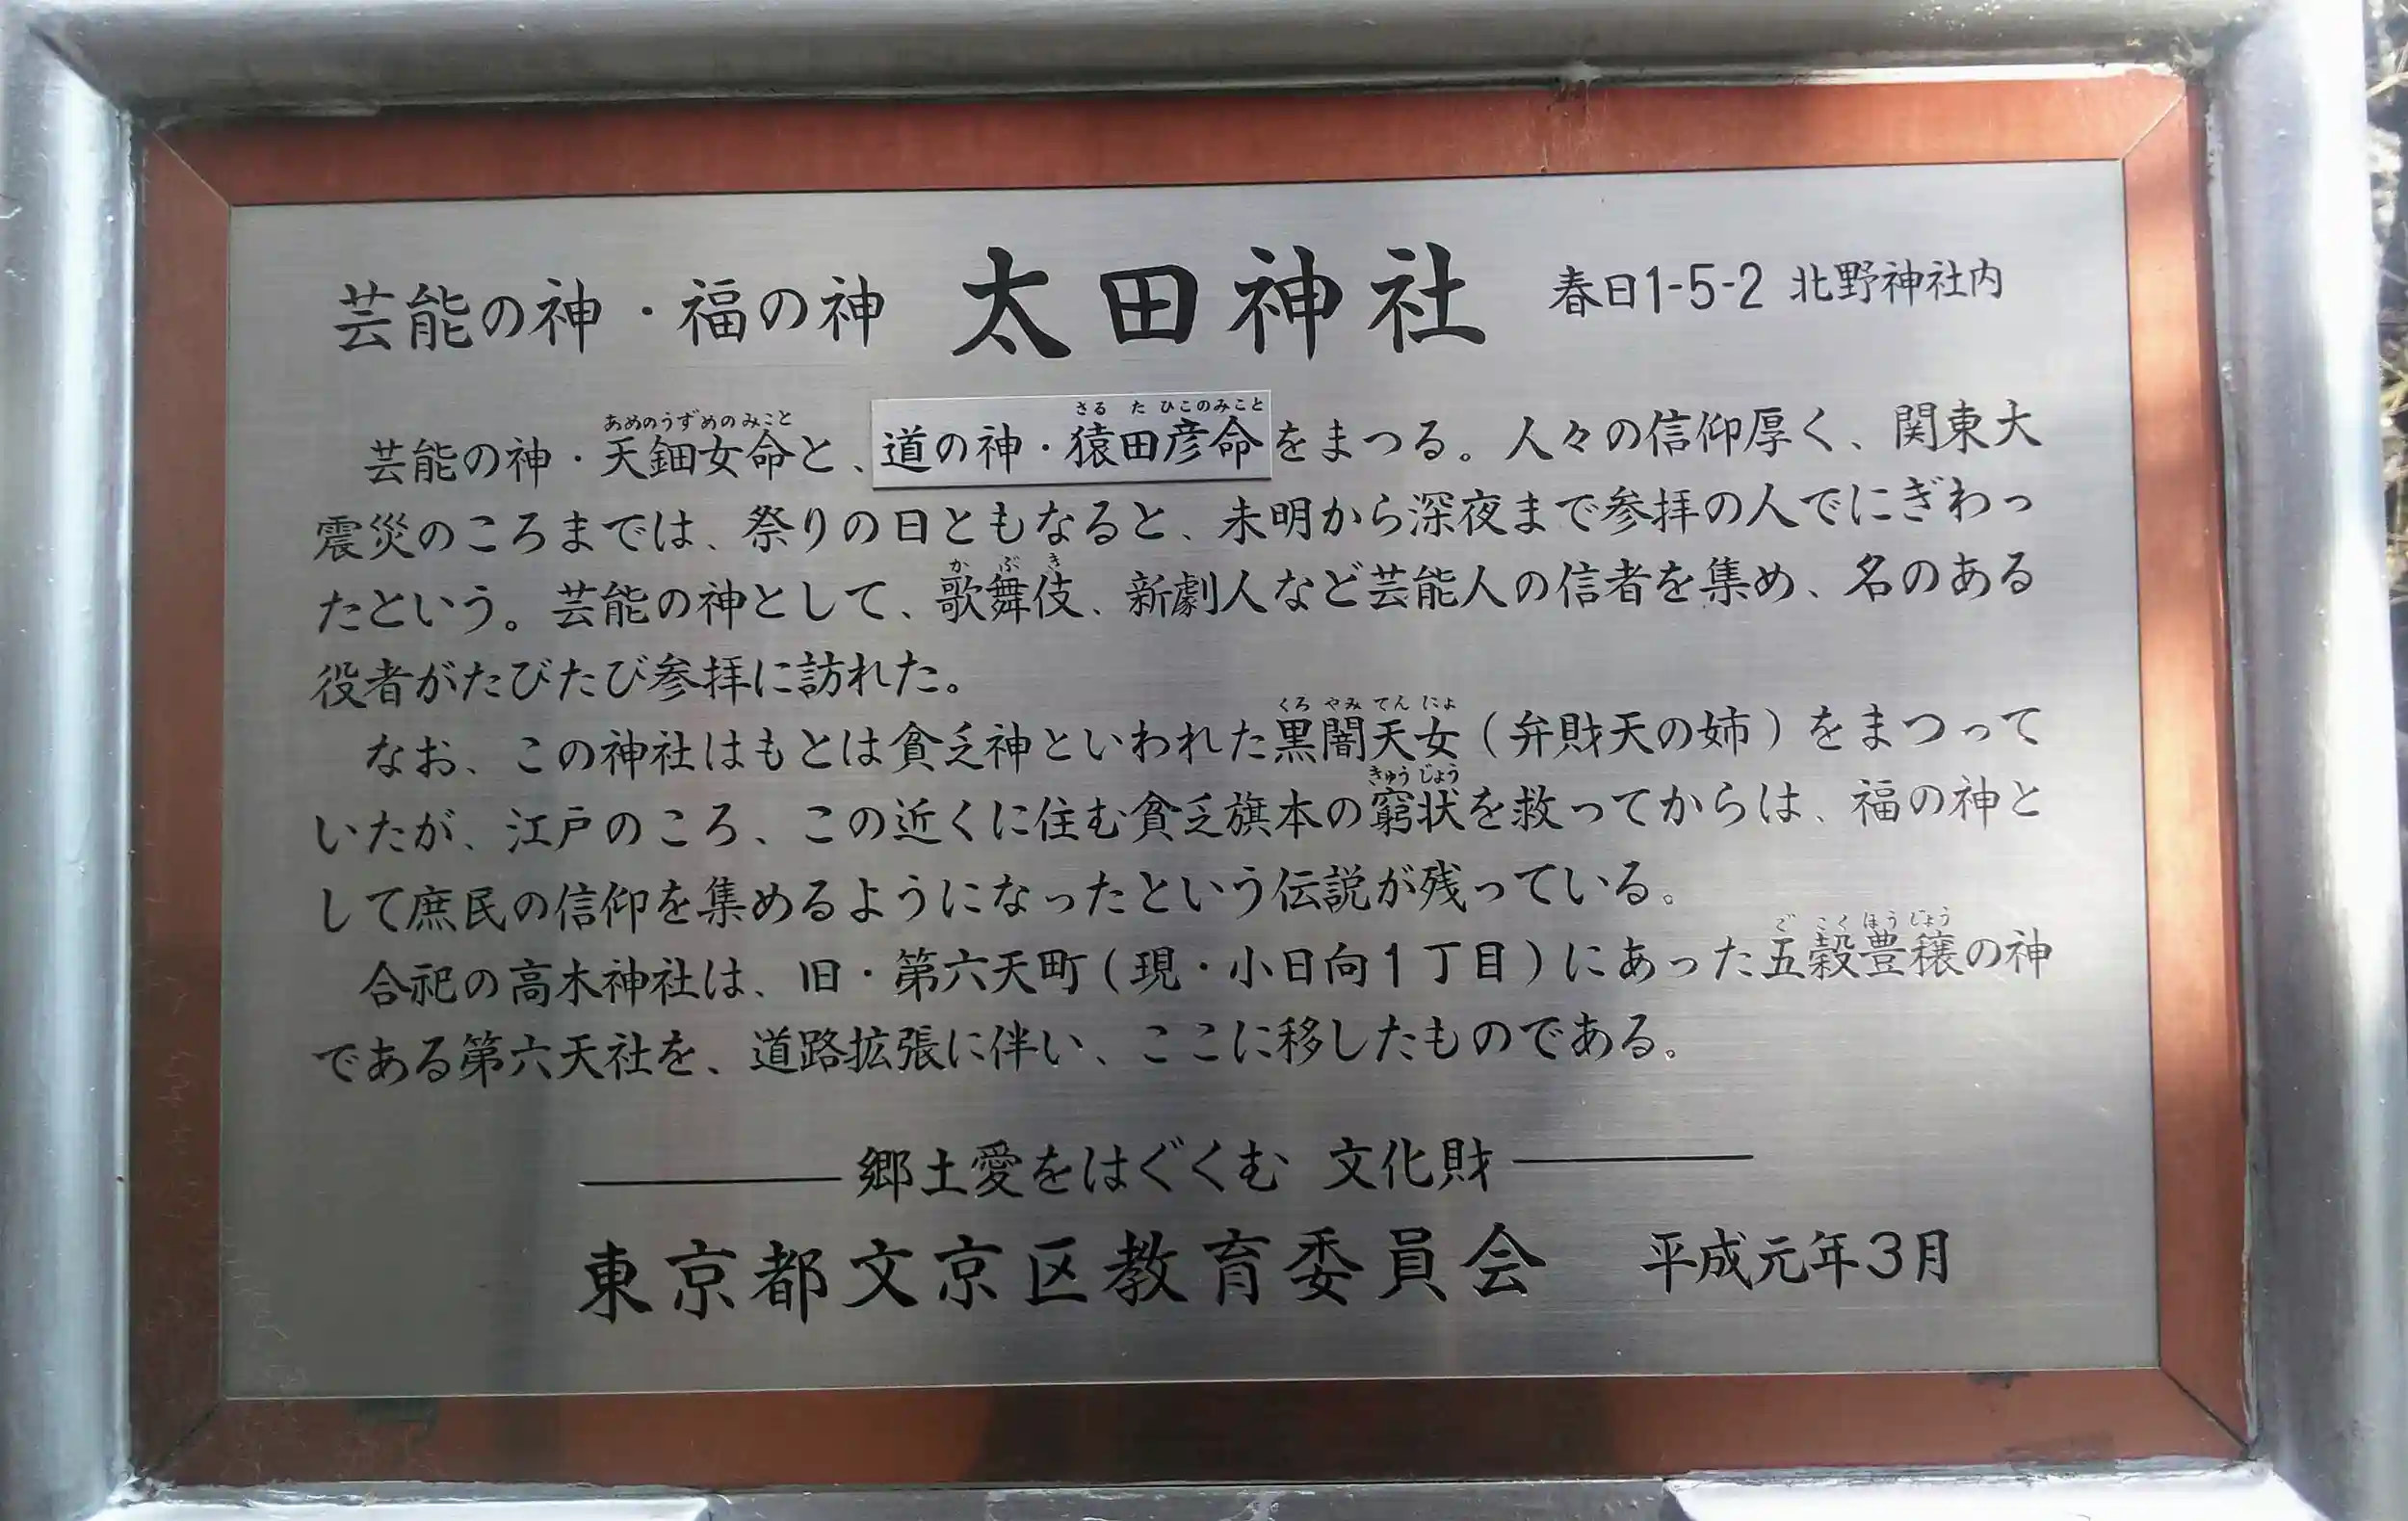 芸能の神・福の神 太田神社 春日1-5-2 北野神社内
あめのうずめのみこと さるたひこのみこと
芸能の神・天鈿女命と、道の神・猿田彦命をまつる。人々の信仰厚く、関東大
震災のころまでは、祭りの日ともなると、未明から深夜まで参拝の人でにぎわっ
かぶき
たという。芸能の神として、歌舞伎、新劇人など芸能人の信者を集め、名のある
役者がたびたび参拝に訪れた。
くろやみてんにょ
なお、この神社はもとは貧乏神といわれた黒闇天女(弁財天の姉)をまつって
きゅうじょう
いたが、江戸のころ、この近くに住む貧乏旗本の窮状を救ってからは、福の神と
して庶民の信仰を集めるようになったという伝説が残っている。
ごこくほうじょう
合祀の高木神社は、旧・第六天町(現・小日向1丁目)にあった五穀豊穣の神
である第六天社を、道路拡張に伴い、ここに移したものである。
郷土愛をはぐくむ 文化財
東京都文京区教育委員会 平成元年3月